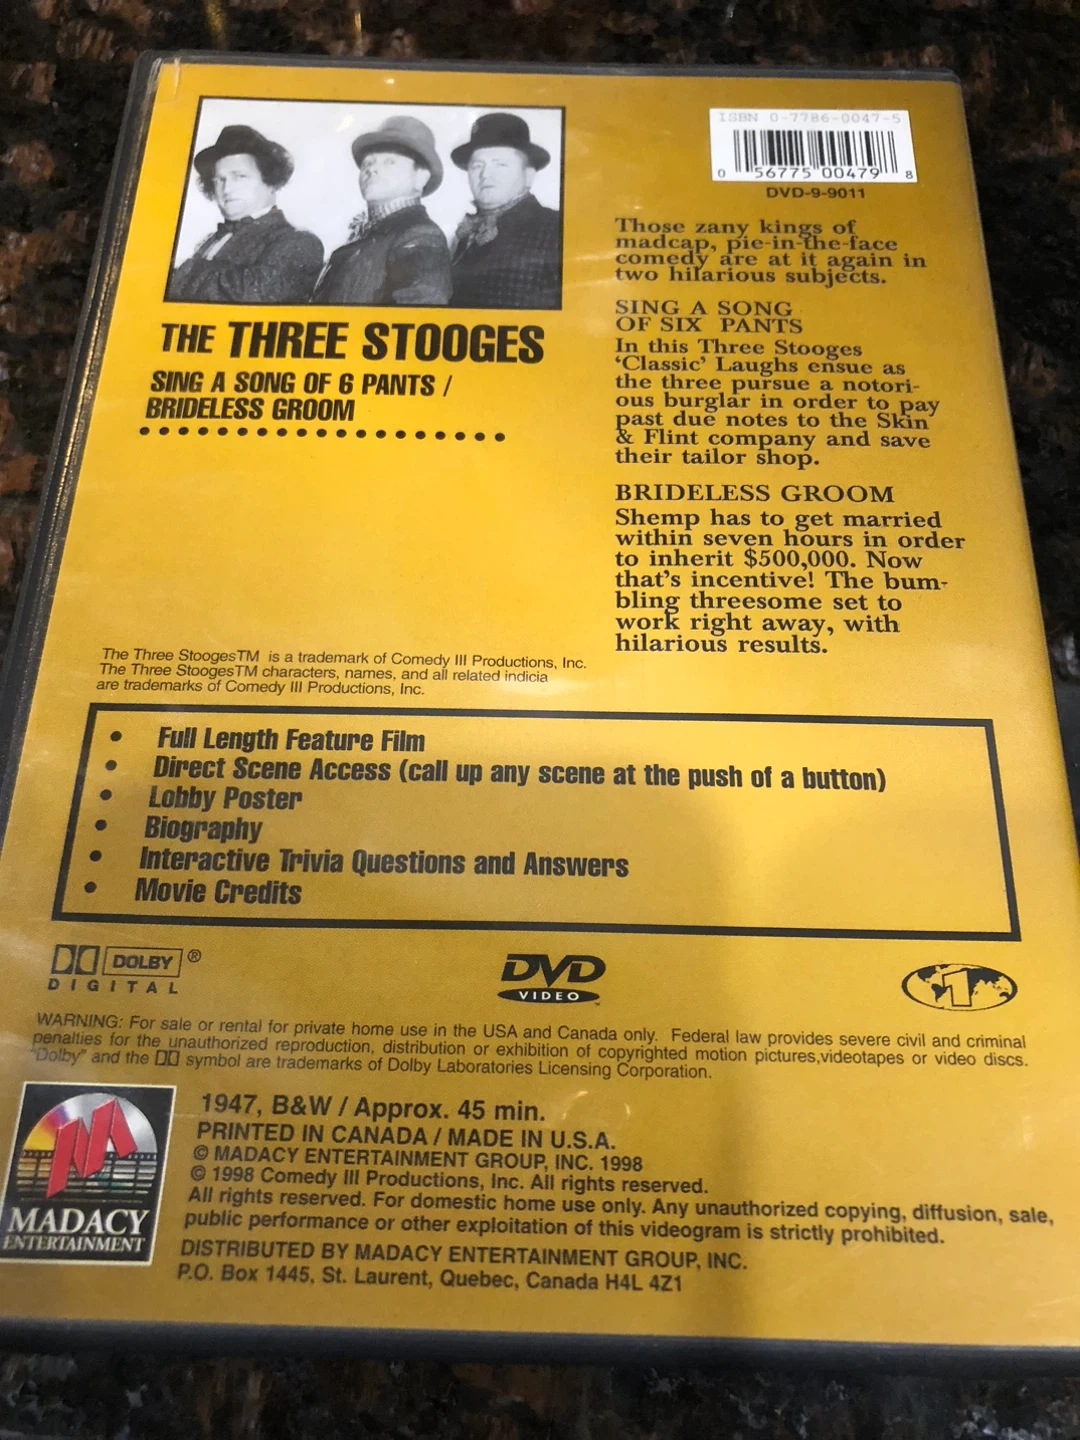 ISBN 0-7786-0047-5
0 56775 00479 8
DVD-9-9011
THE THREE STOOGES
SING A SONG OF 6 PANTS /
BRIDELESS GROOM
Those zany kings of
madcap, pie-in-the-face
comedy are at it again in
two hilarious subjects.
SING A SONG
OF SIX PANTS
In this Three Stooges
‘Classic’ Laughs ensue as
the three pursue a notori-
ous burglar in order to pay
past due notes to the Skin
& Flint company and save
their tailor shop.
BRIDELESS GROOM
Shemp has to get married
within seven hours in order
to inherit $500,000. Now
that’s incentive! The bum-
bling threesome set to
work right away, with
hilarious results.
The Three StoogesTM is a trademark of Comedy III Productions, Inc.
The Three StoogesTM characters, names, and all related indicia
are trademarks of Comedy III Productions, Inc.
• Full Length Feature Film
• Direct Scene Access (call up any scene at the push of a button)
• Lobby Poster
• Biography
• Interactive Trivia Questions and Answers
• Movie Credits
DOLBY ®
DIGITAL
DVD
VIDEO
1
WARNING: For sale or rental for private home use in the USA and Canada only. Federal law provides severe civil and criminal
penalties for the unauthorized reproduction, distribution or exhibition of copyrighted motion pictures,videotapes or video discs.
"Dolby" and the DD symbol are trademarks of Dolby Laboratories Licensing Corporation.
1947, B&W / Approx. 45 min.
PRINTED IN CANADA / MADE IN U.S.A.
© MADACY ENTERTAINMENT GROUP, INC. 1998
© 1998 Comedy III Productions, Inc. All rights reserved.
All rights reserved. For domestic home use only. Any unauthorized copying, diffusion, sale,
public performance or other exploitation of this videogram is strictly prohibited.
DISTRIBUTED BY MADACY ENTERTAINMENT GROUP, INC.
P.O. Box 1445, St. Laurent, Quebec, Canada H4L 4Z1
M
MADACY
ENTERTAINMENT